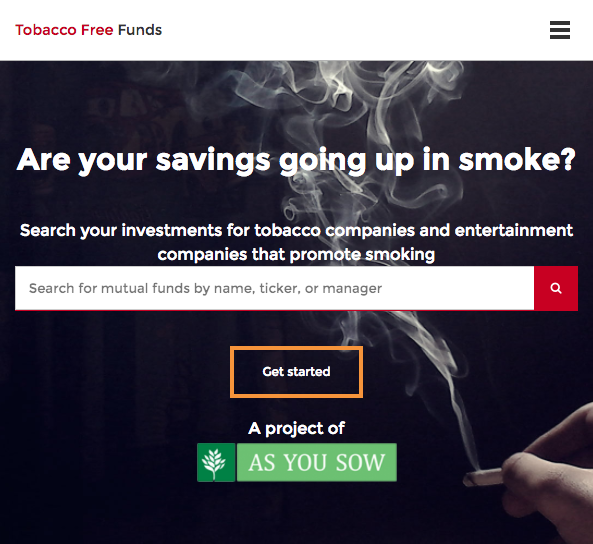 Tobacco Free Funds
Are your savings going up in smoke?
Search your investments for tobacco companies and entertainment
companies that promote smoking
Search for mutual funds by name, ticker, or manager
Get started
A project of
AS YOU SOW